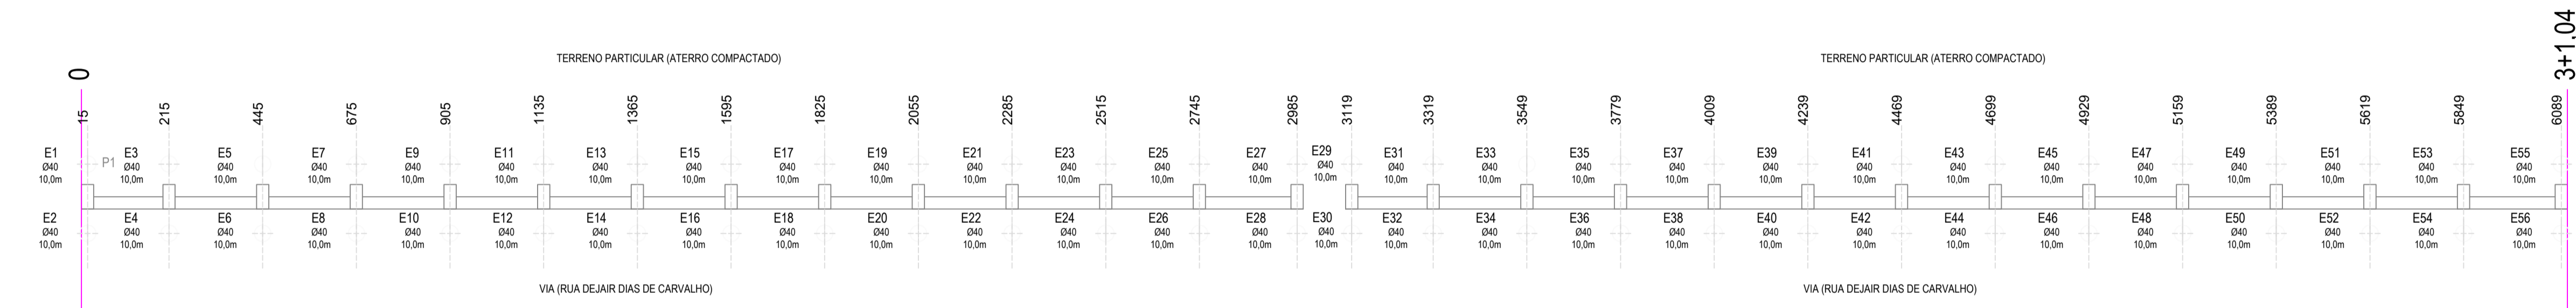 TERRENO PARTICULAR (ATERRO COMPACTADO) TERRENO PARTICULAR (ATERRO COMPACTADO)
0 15 215 445 675 905 1135 1365 1595 1825 2055 2285 2515 2745 2985 3119 3319 3549 3779 4009 4239 4469 4699 4929 5159 5389 5619 5849 6089 3+1,04
E1 P1 E3 E5 E7 E9 E11 E13 E15 E17 E19 E21 E23 E25 E27 E29 E31 E33 E35 E37 E39 E41 E43 E45 E47 E49 E51 E53 E55
Ø40 Ø40 Ø40 Ø40 Ø40 Ø40 Ø40 Ø40 Ø40 Ø40 Ø40 Ø40 Ø40 Ø40 Ø40 Ø40 Ø40 Ø40 Ø40 Ø40 Ø40 Ø40 Ø40 Ø40 Ø40 Ø40 Ø40 Ø40
10,0m 10,0m 10,0m 10,0m 10,0m 10,0m 10,0m 10,0m 10,0m 10,0m 10,0m 10,0m 10,0m 10,0m 10,0m 10,0m 10,0m 10,0m 10,0m 10,0m 10,0m 10,0m 10,0m 10,0m 10,0m 10,0m 10,0m 10,0m
E2 E4 E6 E8 E10 E12 E14 E16 E18 E20 E22 E24 E26 E28 E30 E32 E34 E36 E38 E40 E42 E44 E46 E48 E50 E52 E54 E56
Ø40 Ø40 Ø40 Ø40 Ø40 Ø40 Ø40 Ø40 Ø40 Ø40 Ø40 Ø40 Ø40 Ø40 Ø40 Ø40 Ø40 Ø40 Ø40 Ø40 Ø40 Ø40 Ø40 Ø40 Ø40 Ø40 Ø40 Ø40
10,0m 10,0m 10,0m 10,0m 10,0m 10,0m 10,0m 10,0m 10,0m 10,0m 10,0m 10,0m 10,0m 10,0m 10,0m 10,0m 10,0m 10,0m 10,0m 10,0m 10,0m 10,0m 10,0m 10,0m 10,0m 10,0m 10,0m 10,0m
VIA (RUA DEJAIR DIAS DE CARVALHO) VIA (RUA DEJAIR DIAS DE CARVALHO)